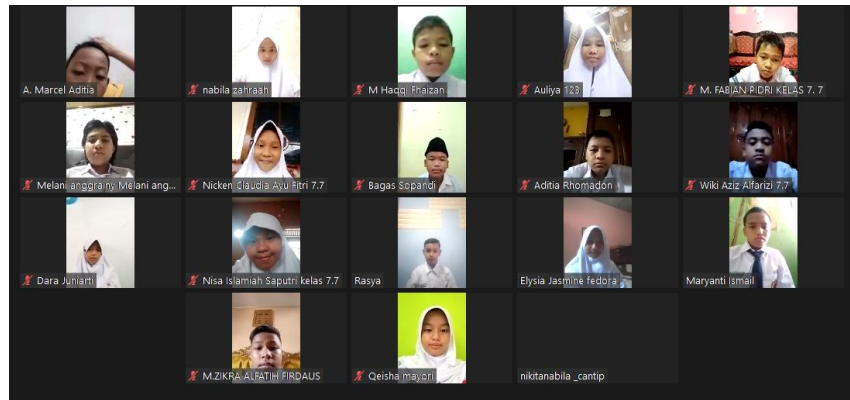 A. Marcel Aditia
nabila zahraah
M Haqqi Fhaizan
Auliya 123
M. FABIAN PIDRI KELAS 7. 7
Melani anggrainy Melani ang...
Nicken Claudia Ayu Fitri 7.7
Bagas Sopandi
Aditia Rhomadon
Wiki Aziz Alfarizi 7.7
Dara Juniarti
Nisa Islamiah Saputri kelas 7.7
Rasya
Elysia Jasmine fedora
Maryanti Ismail
M.ZIKRA ALFATIH FIRDAUS
Qeisha mayori
nikitanabila _cantip